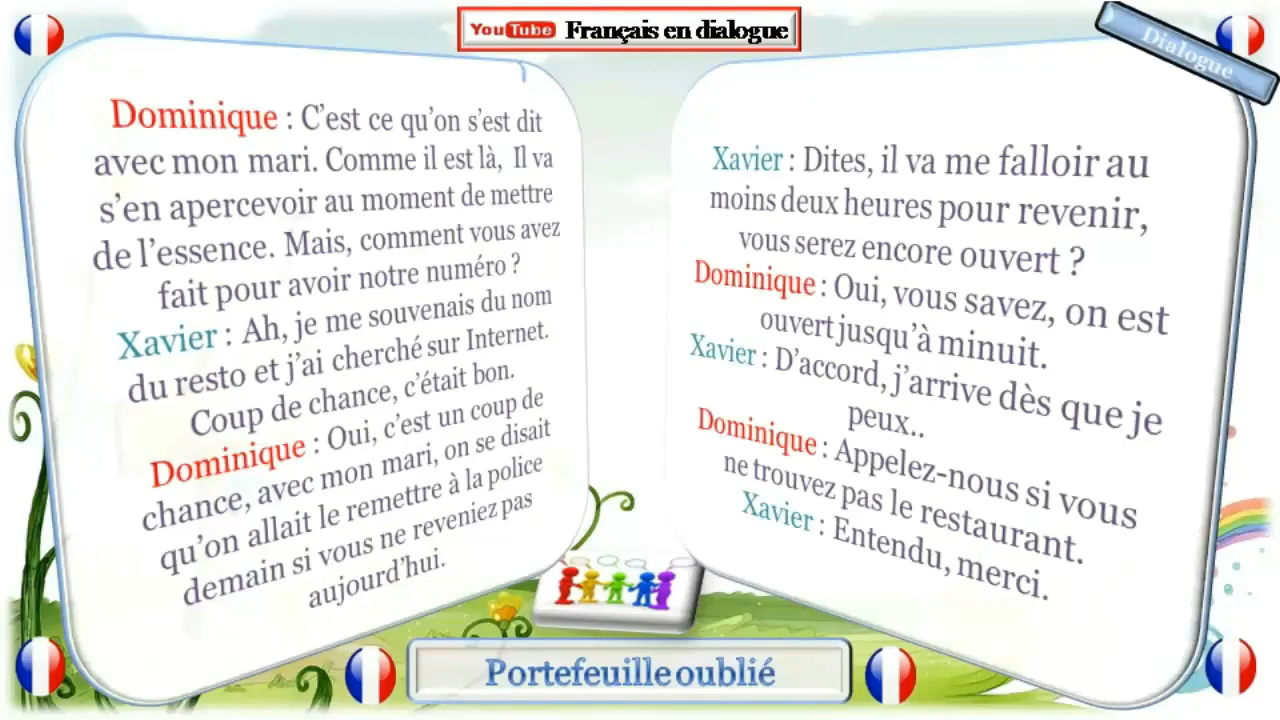 YouTube Français en dialogue
Dialogue
Dominique : C'est ce qu'on s'est dit
avec mon mari. Comme il est là, Il va
s'en apercevoir au moment de mettre
de l'essence. Mais, comment vous avez
fait pour avoir notre numéro ?
Xavier : Ah, je me souvenais du nom
du resto et j'ai cherché sur Internet.
Coup de chance, c'était bon.
Dominique : Oui, c'est un coup de
chance, avec mon mari, on se disait
qu'on allait le remettre à la police
demain si vous ne reveniez pas
aujourd'hui.
Xavier : Dites, il va me falloir au
moins deux heures pour revenir,
vous serez encore ouvert ?
Dominique : Oui, vous savez, on est
ouvert jusqu'à minuit.
Xavier : D'accord, j'arrive dès que je
peux..
Dominique : Appelez-nous si vous
ne trouvez pas le restaurant.
Xavier : Entendu, merci.
Portefeuille oublié